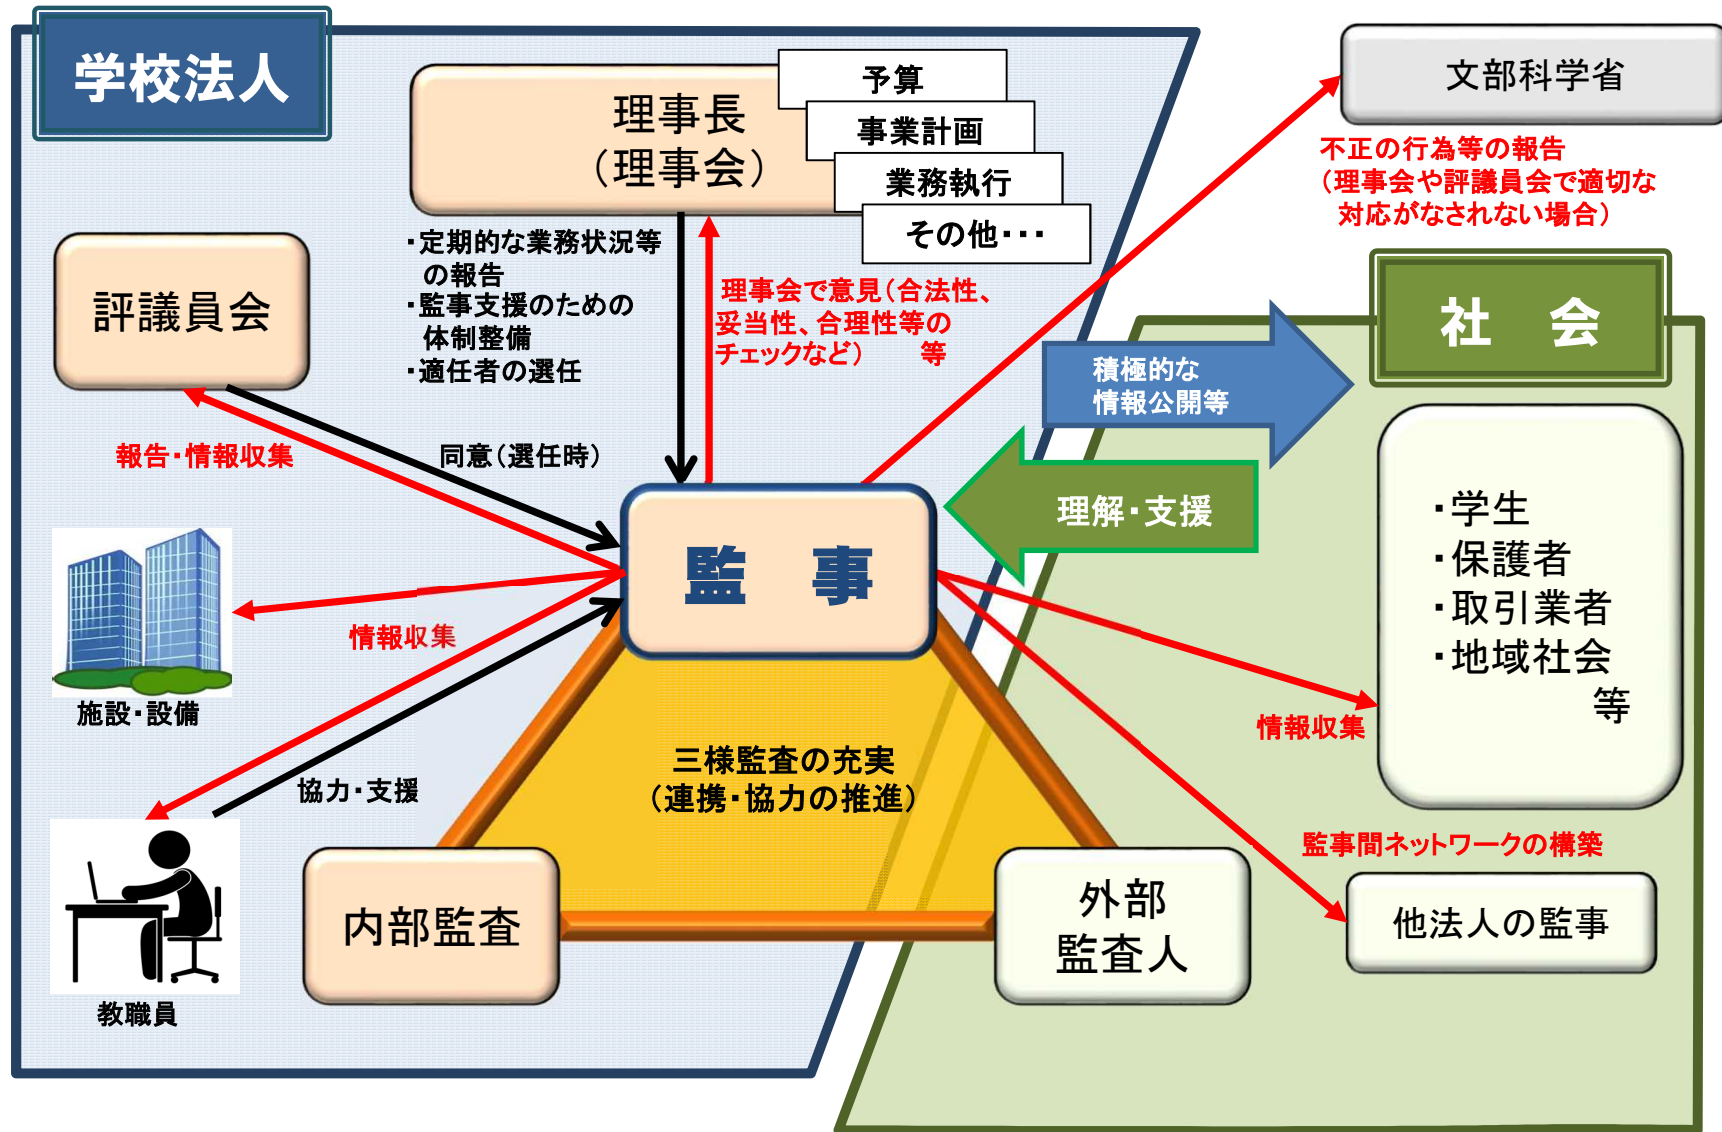 学校法人
理事長
（理事会）
予算
事業計画
業務執行
その他・・・
文部科学省
不正の行為等の報告
（理事会や評議員会で適切な
対応がなされない場合）
評議員会
・定期的な業務状況等
の報告
・監事支援のための
体制整備
・適任者の選任
理事会で意見（合法性、
妥当性、合理性等の
チェックなど）　　等
社　会
積極的な
情報公開等
理解・支援
報告・情報収集
同意（選任時）
監　事
・学生
・保護者
・取引業者
・地域社会
等
情報収集
施設・設備
情報収集
三様監査の充実
（連携・協力の推進）
協力・支援
監事間ネットワークの構築
内部監査
外部
監査人
他法人の監事
教職員